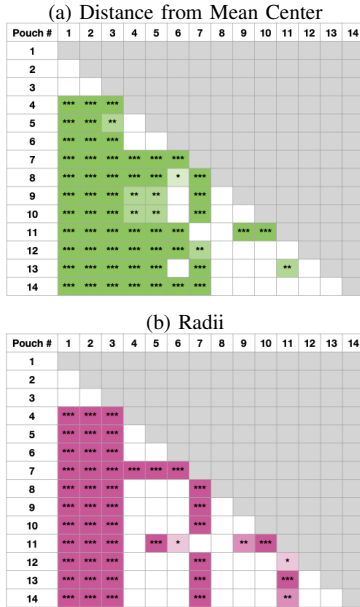 (a) Distance from Mean Center
Pouch # 1 2 3 4 5 6 7 8 9 10 11 12 13 14
1
2
3
4 *** *** ***
5 *** *** **
6 *** *** ***
7 *** *** *** *** *** ***
8 *** *** *** *** *** * ***
9 *** *** *** ** ** ***
10 *** *** *** ** ** ***
11 *** *** *** *** *** *** *** ***
12 *** *** *** *** *** *** **
13 *** *** *** *** *** *** **
14 *** *** *** *** *** *** ***
(b) Radii
Pouch # 1 2 3 4 5 6 7 8 9 10 11 12 13 14
1
2
3
4 *** *** ***
5 *** *** ***
6 *** *** ***
7 *** *** *** *** *** ***
8 *** *** *** ***
9 *** *** *** ***
10 *** *** *** ***
11 *** *** *** *** * ** ***
12 *** *** *** *** *
13 *** *** *** *** ***
14 *** *** *** *** **